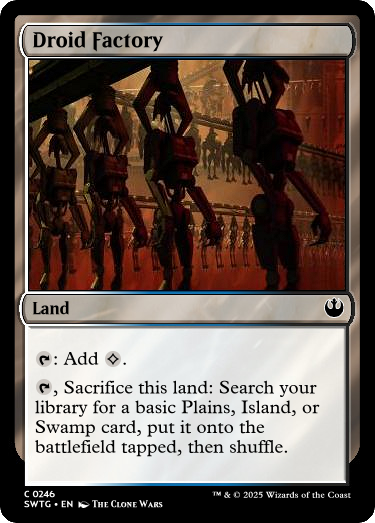 Droid Factory
Land
: Add .
, Sacrifice this land: Search your
library for a basic Plains, Island, or
Swamp card, put it onto the
battlefield tapped, then shuffle.
C 0246
SWTG • EN The Clone Wars
™ & © 2025 Wizards of the Coast